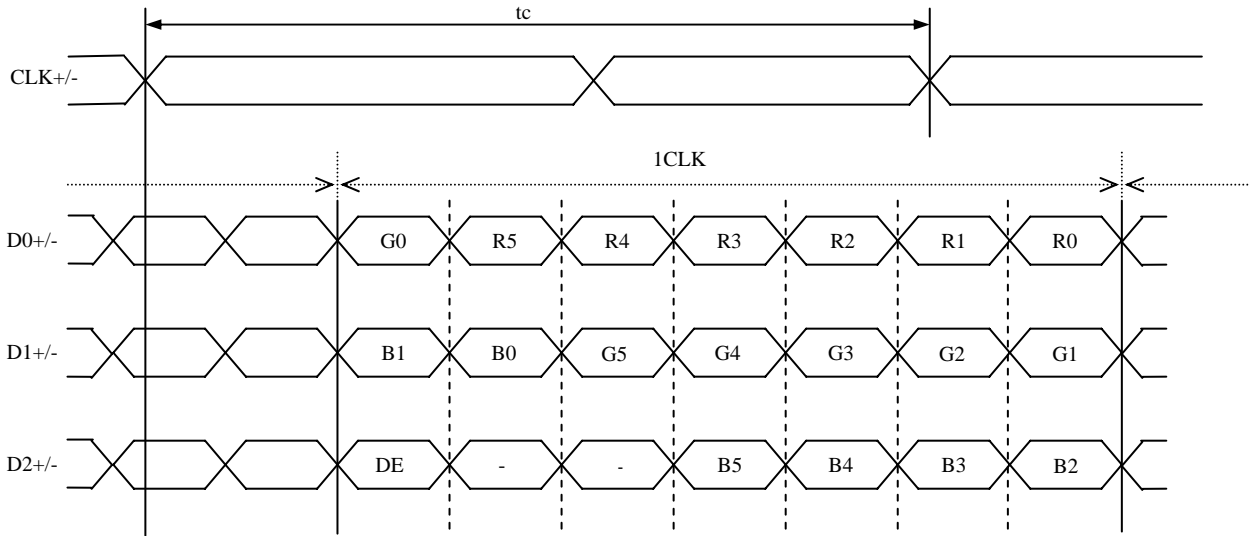 tc
CLK+/-
1CLK
D0+/- G0 R5 R4 R3 R2 R1 R0
D1+/- B1 B0 G5 G4 G3 G2 G1
D2+/- DE - - B5 B4 B3 B2